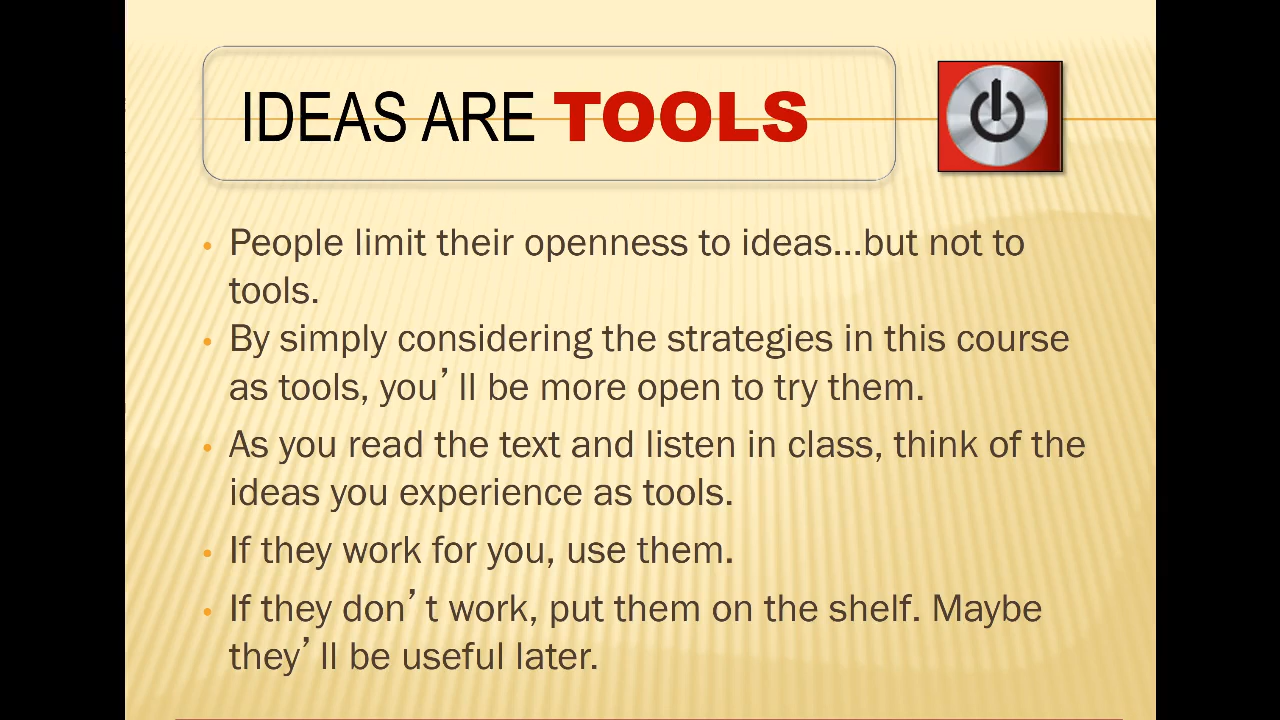 IDEAS ARE TOOLS
• People limit their openness to ideas...but not to
tools.
• By simply considering the strategies in this course
as tools, you’ ll be more open to try them.
• As you read the text and listen in class, think of the
ideas you experience as tools.
• If they work for you, use them.
• If they don’ t work, put them on the shelf. Maybe
they’ ll be useful later.